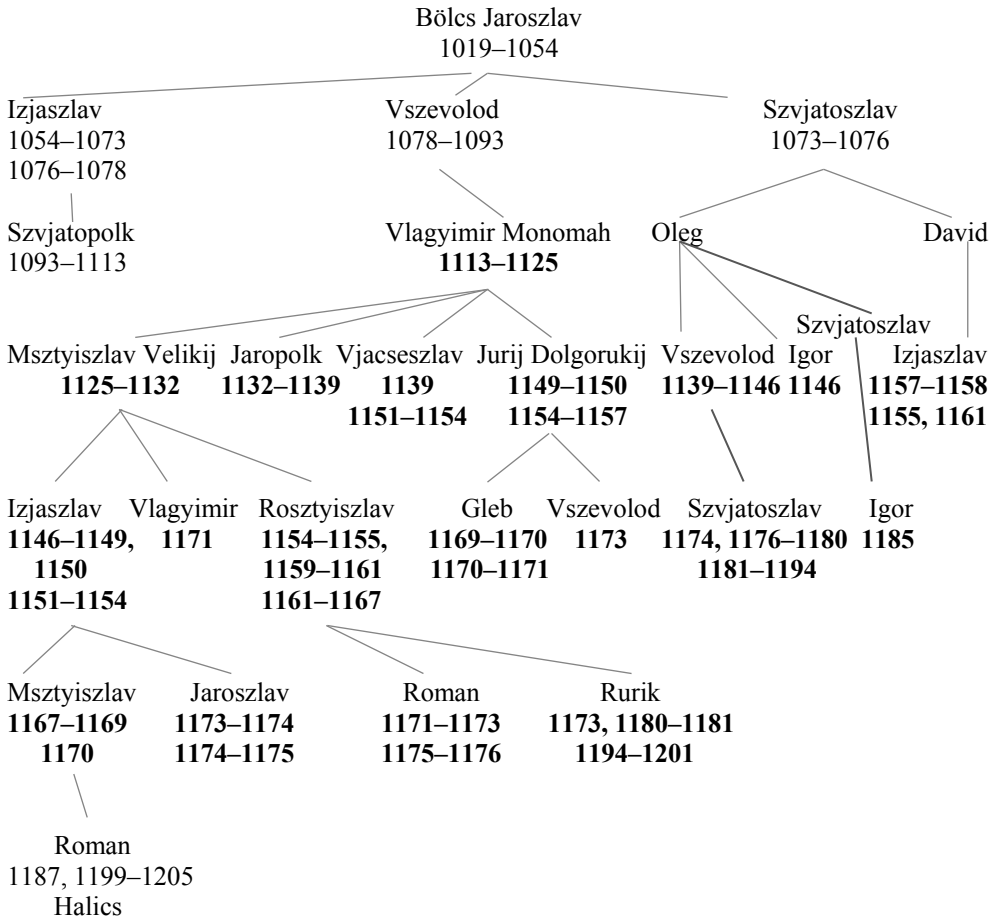 Bölcs Jaroszlav
1019–1054
Izjaszlav Vszevolod Szvjatoszlav
1054–1073 1078–1093 1073–1076
1076–1078
Szvjatopolk Vlagyimir Monomah Oleg David
1093–1113 1113–1125
Szvjatoszlav
Msztyiszlav Velikij Jaropolk Vjacseszlav Jurij Dolgorukij Vszevolod Igor Izjaszlav
1125–1132 1132–1139 1139 1149–1150 1139–1146 1146 1157–1158
1151–1154 1154–1157 1155, 1161
Izjaszlav Vlagyimir Rosztyiszlav Gleb Vszevolod Szvjatoszlav Igor
1146–1149, 1171 1154–1155, 1169–1170 1173 1174, 1176–1180 1185
1150 1159–1161 1170–1171 1181–1194
1151–1154 1161–1167
Msztyiszlav Jaroszlav Roman Rurik
1167–1169 1173–1174 1171–1173 1173, 1180–1181
1170 1174–1175 1175–1176 1194–1201
Roman
1187, 1199–1205
Halics